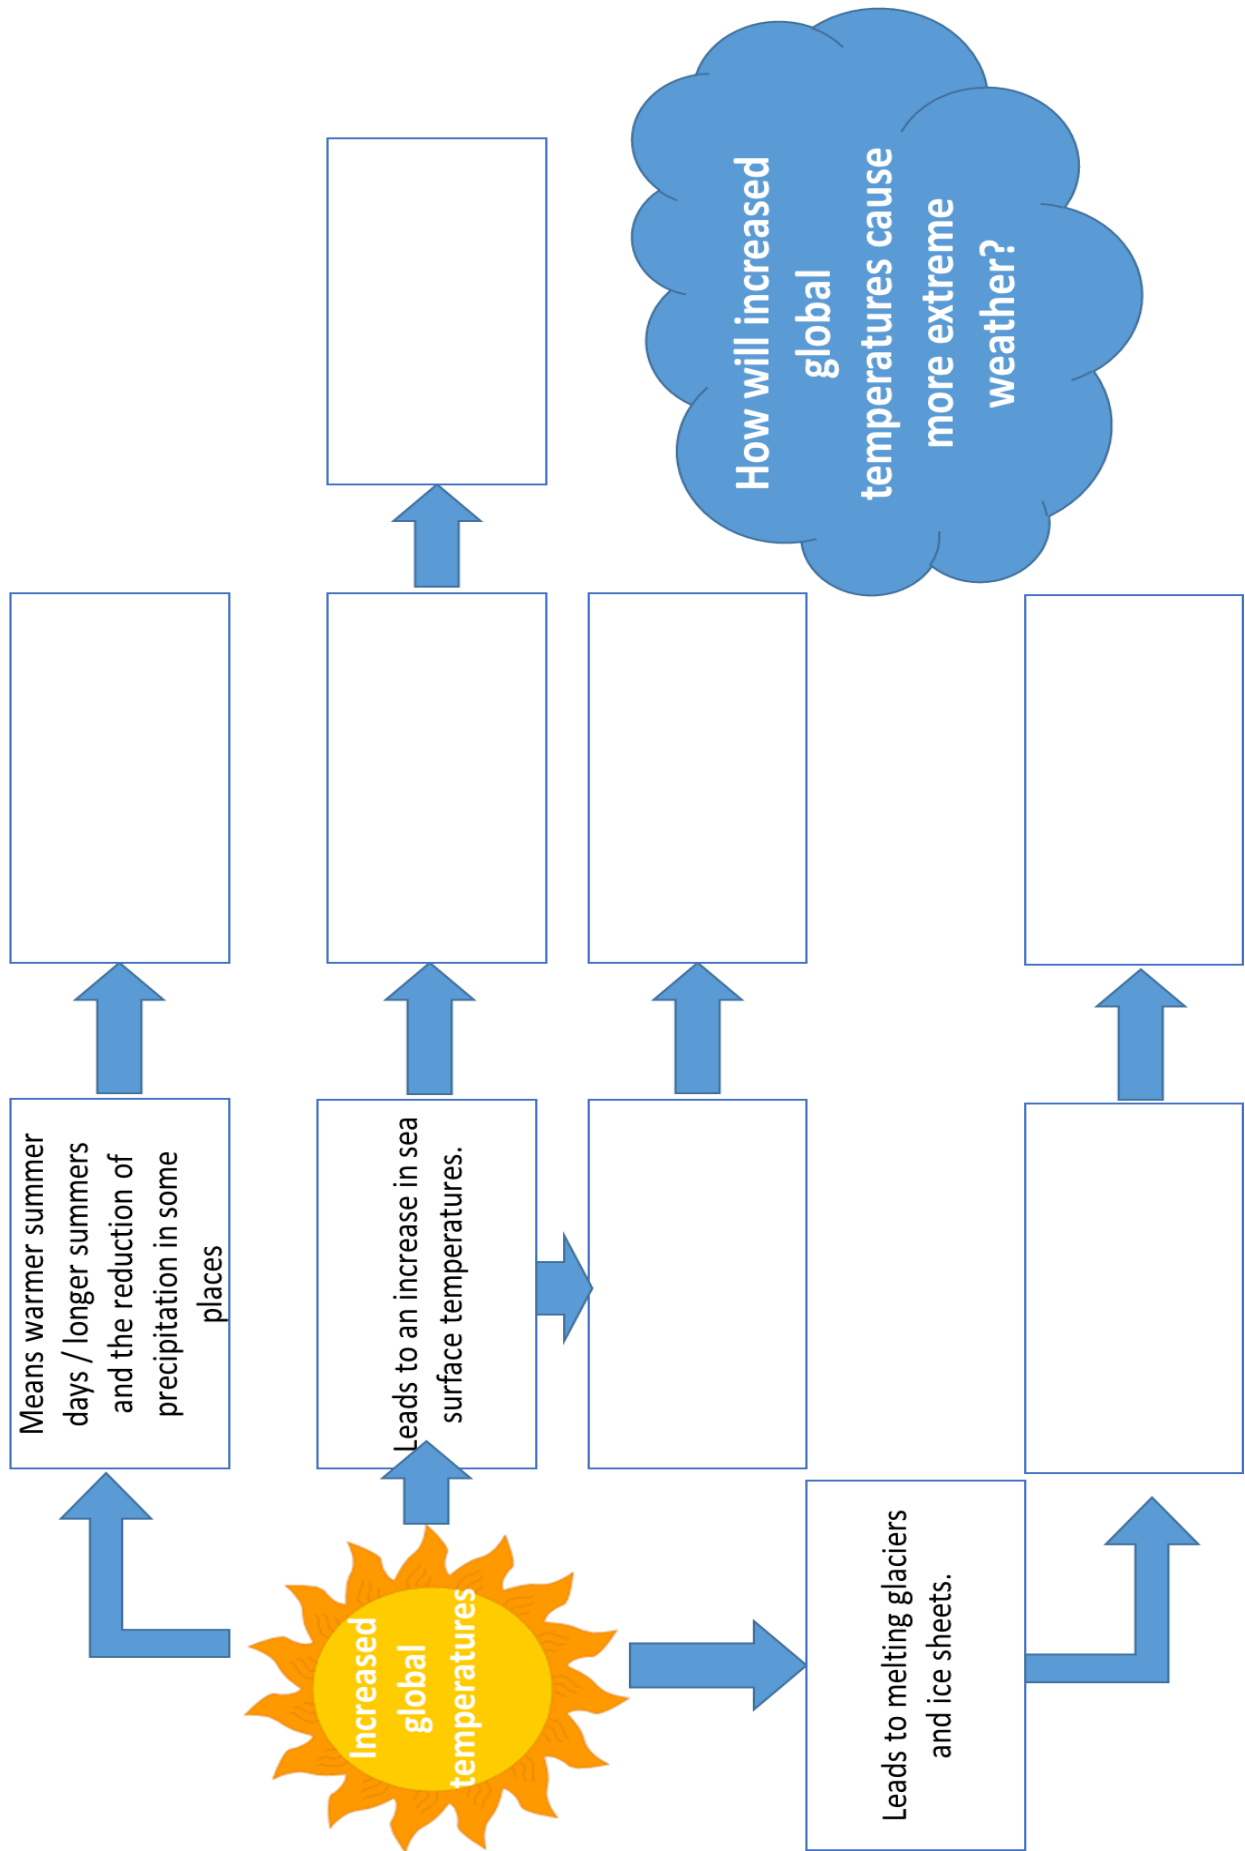 How will increased
global
temperatures cause
more extreme
weather?
Means warmer summer
days / longer summers
and the reduction of
precipitation in some
places
Leads to an increase in sea
surface temperatures.
Increased
global
temperatures
Leads to melting glaciers
and ice sheets.